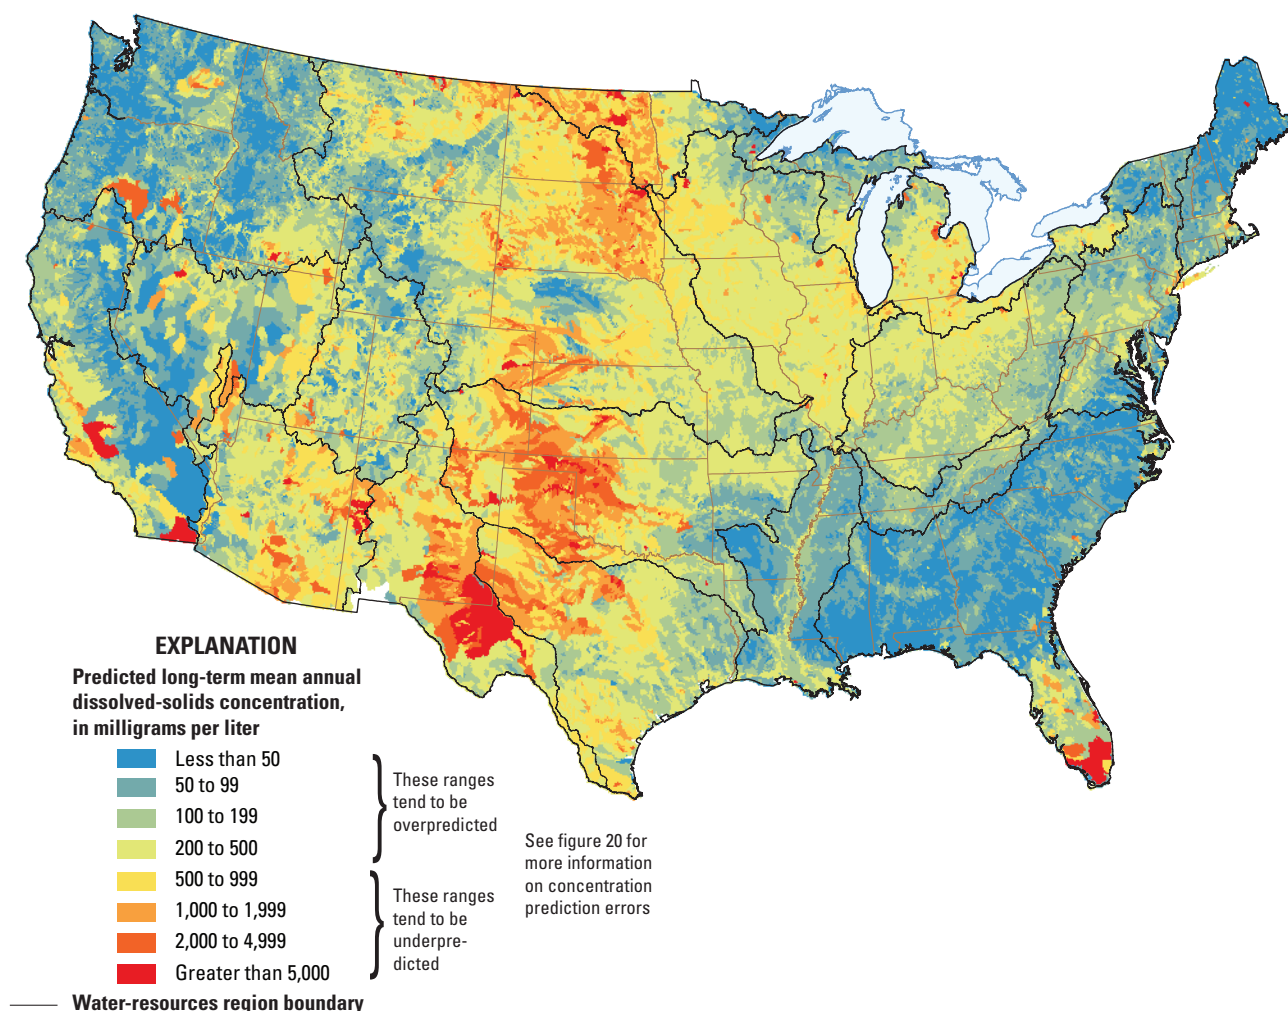 EXPLANATION
Predicted long-term mean annual
dissolved-solids concentration,
in milligrams per liter
Less than 50
50 to 99
100 to 199
200 to 500
500 to 999
1,000 to 1,999
2,000 to 4,999
Greater than 5,000
These ranges
tend to be
overpredicted
These ranges
tend to be
underpre-
dicted
See figure 20 for
more information
on concentration
prediction errors
Water-resources region boundary